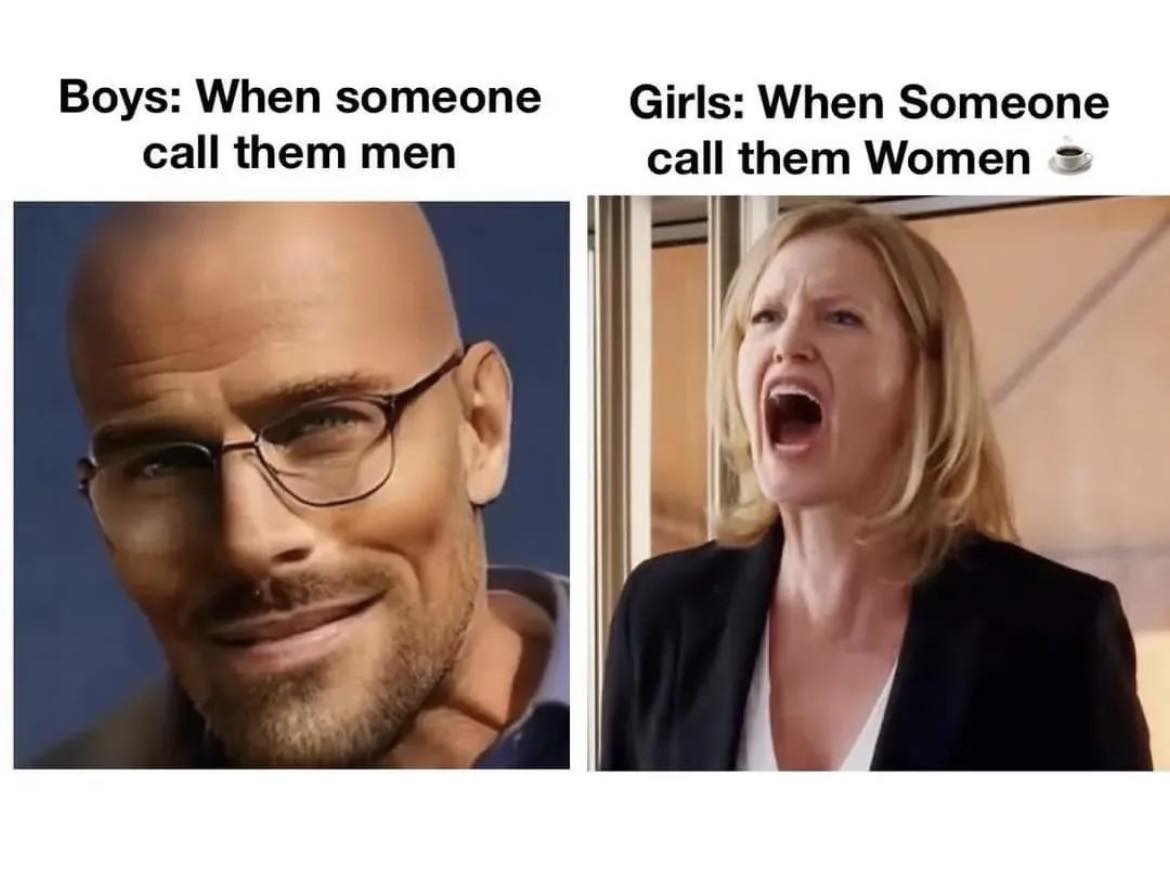 Boys: When someone
call them men
Girls: When Someone
call them Women ☕